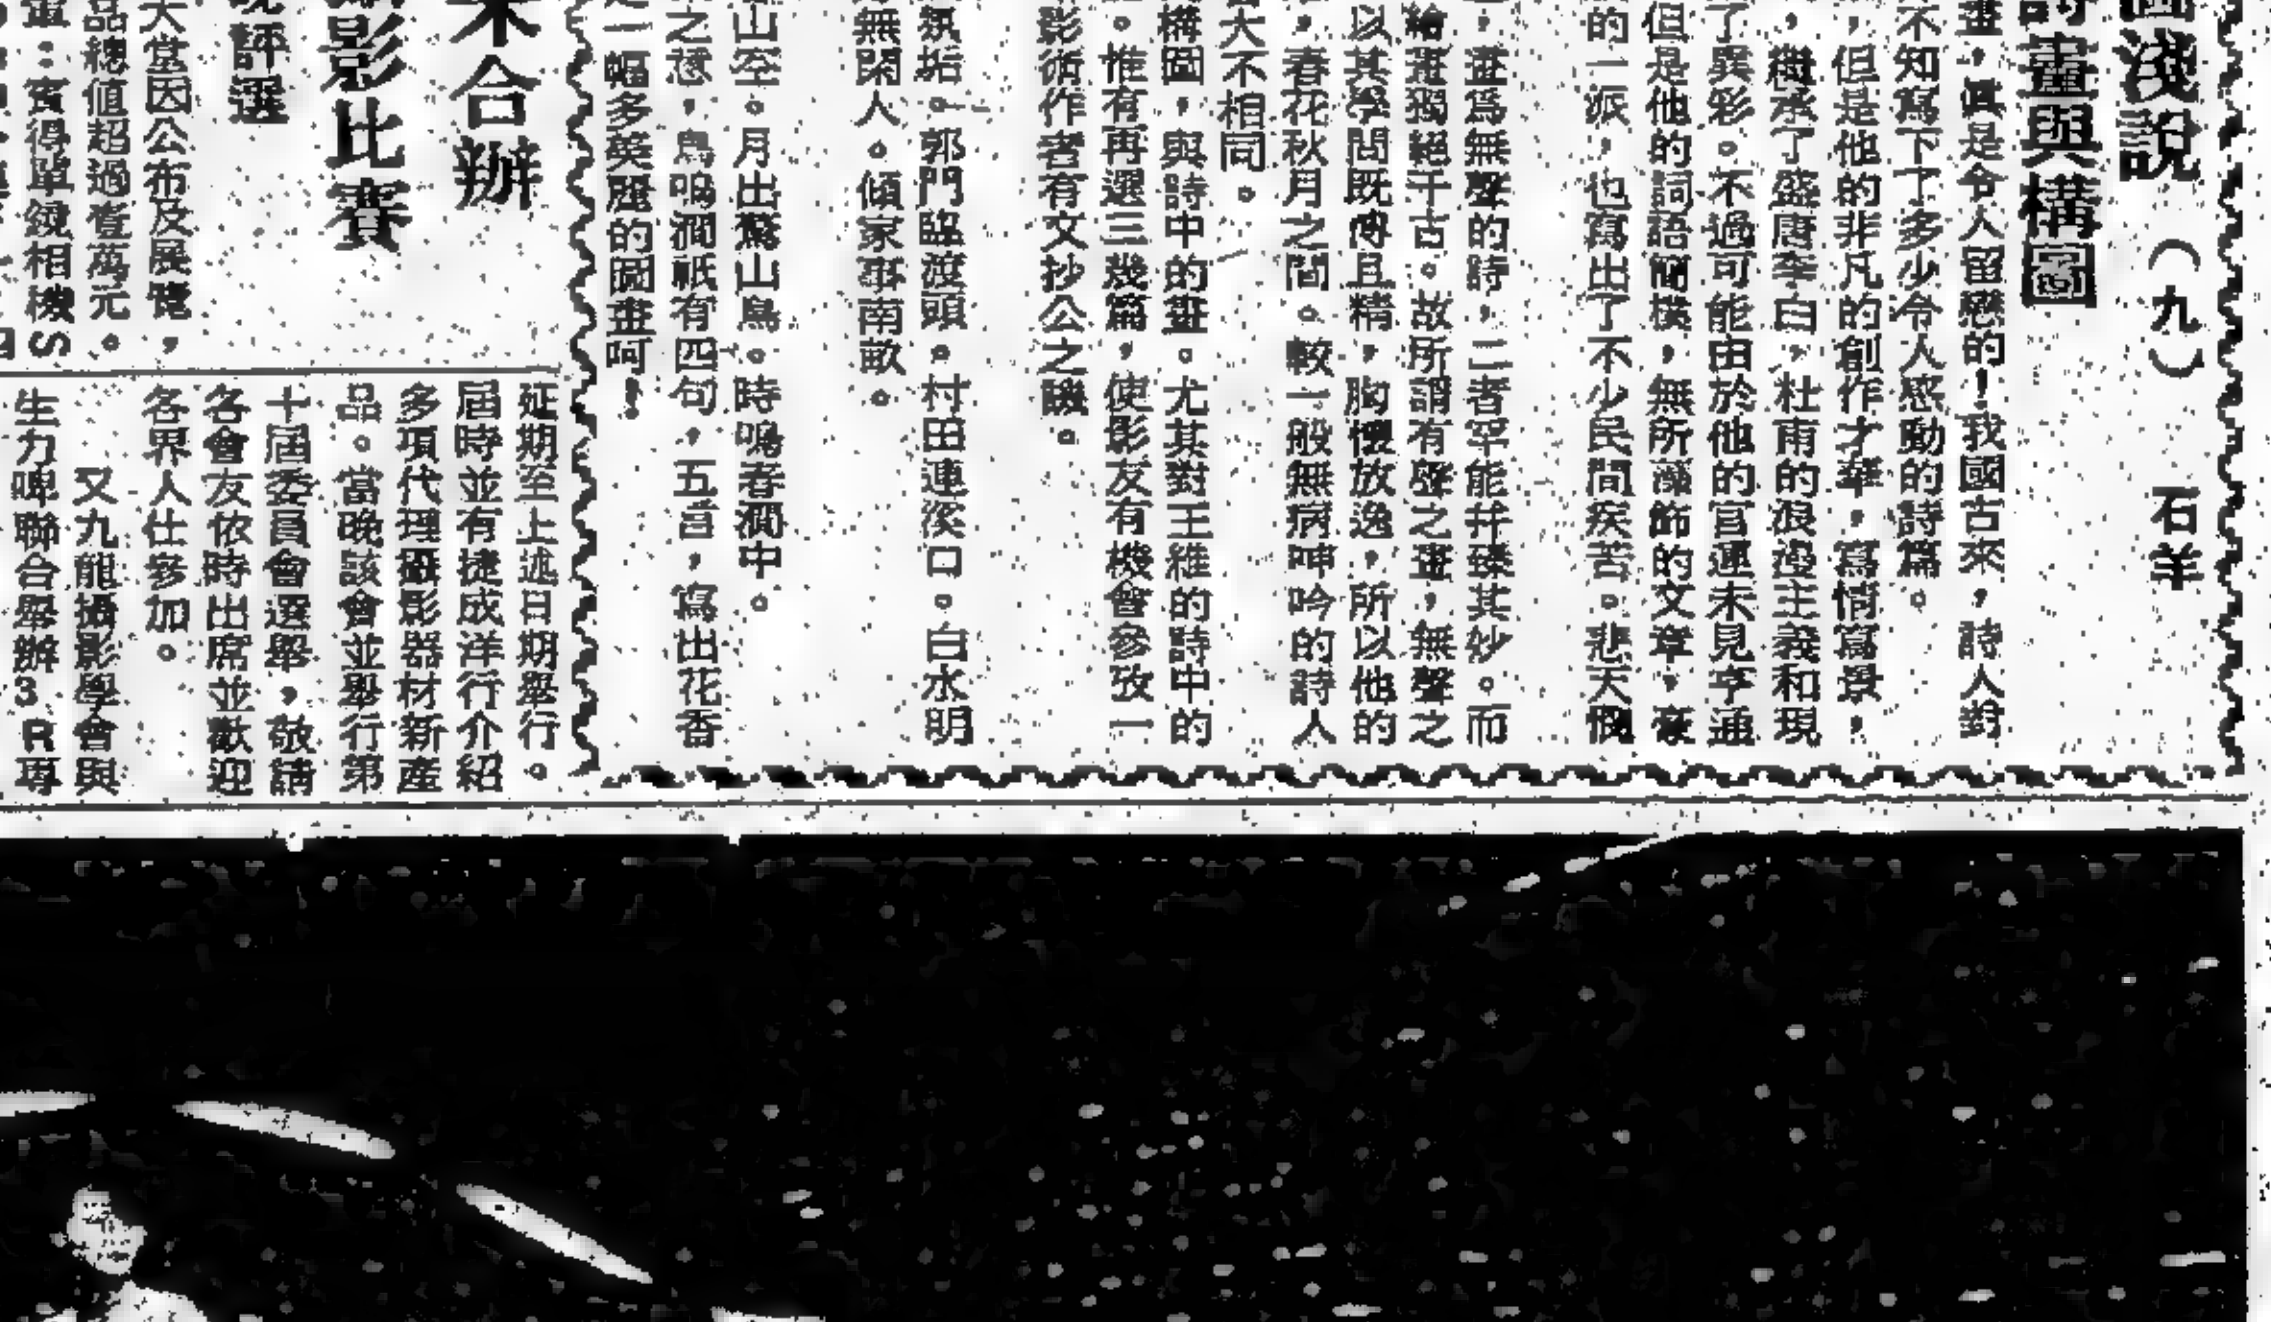 圖淺說（九）　石羊
詩畫與構圖
畫，眞是令人留戀的！我國古來，詩人對
不知寫下了多少令人感動的詩篇。
，但是他的非凡的創作才華，寫情寫景，
，繼承了盛唐李白，杜甫的浪漫主義和現
了異彩。不過可能由於他的官運未見亨通
但是他的詞語簡樸，無所藻飾的文章，豪
的一派，也寫出了不少民間疾苦。悲天憫
，畫爲無聲的詩，二者罕能幷臻其妙。而
繪畫獨絕千古。故所謂有聲之畫，無聲之
以其學問既博且精，胸懷放逸，所以他的
，春花秋月之間。較一般無病呻吟的詩人
大不相同。
構圖，與詩中的畫。尤其對王維的詩中的
。惟有再選三幾篇，使影友有機會參攷一
影術作者有文抄公之譏。
氛垢。郭門臨渡頭。村田連溪口。白水明
無閑人。傾家事南畝。
山空。月出驚山鳥。時鳴春澗中。
之意，鳥鳴澗祇有四句，五言，寫出花香
一幅多英麗的圖畫呵！
合辦
影比賽
評選
大堂因公布及展覽，
品總值超過壹萬元。
：賓得單鏡相機S
延期至上述日期舉行。
屆時並有捷成洋行介紹
多項代理攝影器材新產
品。當晚該會並舉行第
十屆委員會選舉，敬請
各會友依時出席並歡迎
各界人仕參加。
又九龍攝影學會與
生力啤聯合舉辦3R專